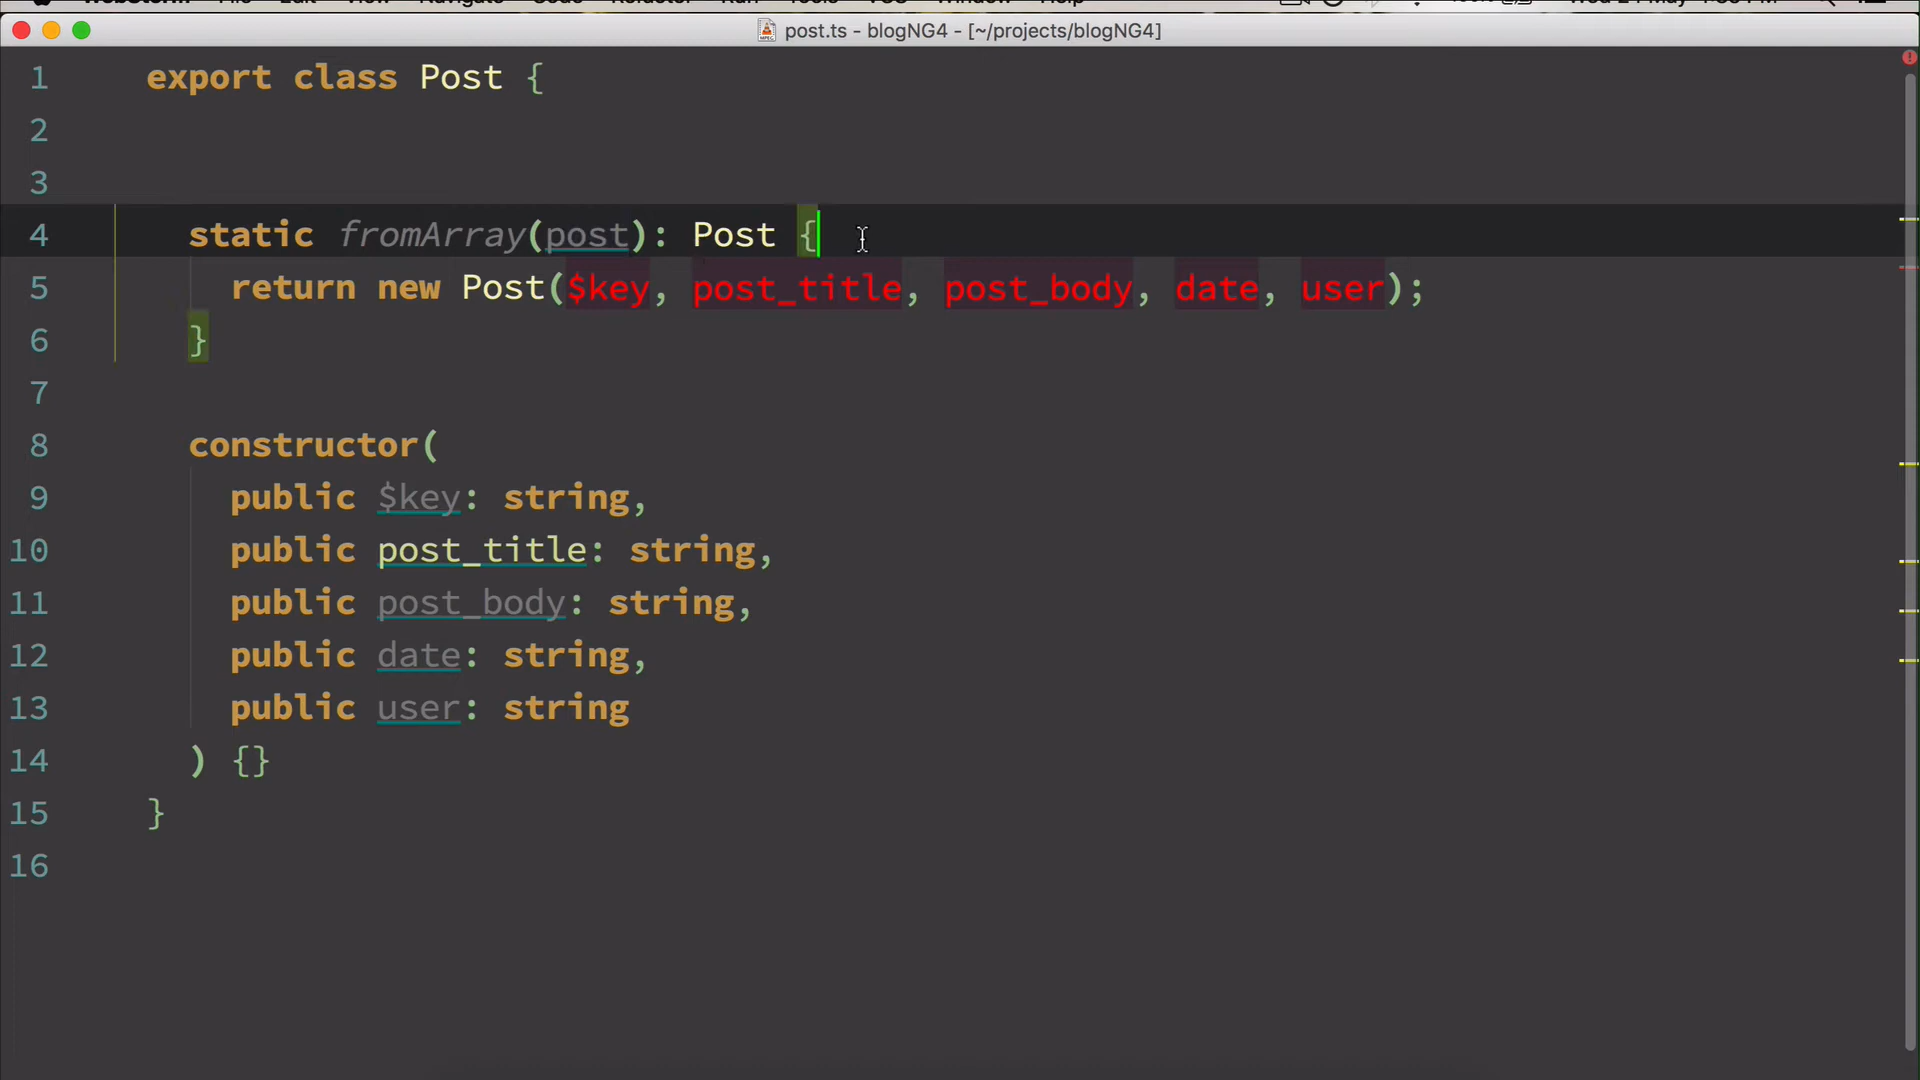 post.ts - blogNG4 - [~/projects/blogNG4]
1 export class Post {
2
3
4 static fromArray(post): Post {
5 return new Post($key, post_title, post_body, date, user);
6 }
7
8 constructor(
9 public $key: string,
10 public post_title: string,
11 public post_body: string,
12 public date: string,
13 public user: string
14 ) {}
15 }
16